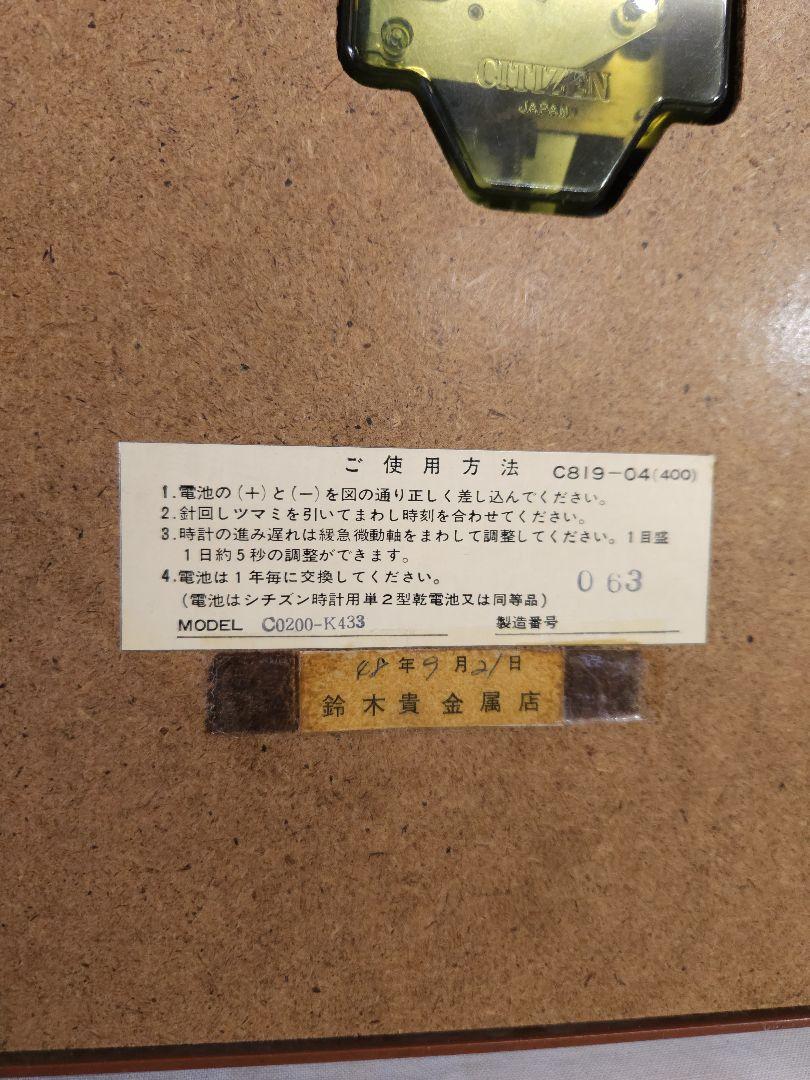 CITIZEN
JAPAN
ご使用方法 C819-04(400)
1.電池の(+)と(-)を図の通り正しく差し込んでください。
2.針回しツマミを引いてまわし時刻を合わせてください。
3.時計の進み遅れは緩急微動軸をまわして調整してください。1目盛
1日約5秒の調整ができます。
4.電池は1年毎に交換してください。
063
(電池はシチズン時計用単2型乾電池又は同等品)
MODEL C0200-K433 製造番号
48年9月21日
鈴木貴金属店